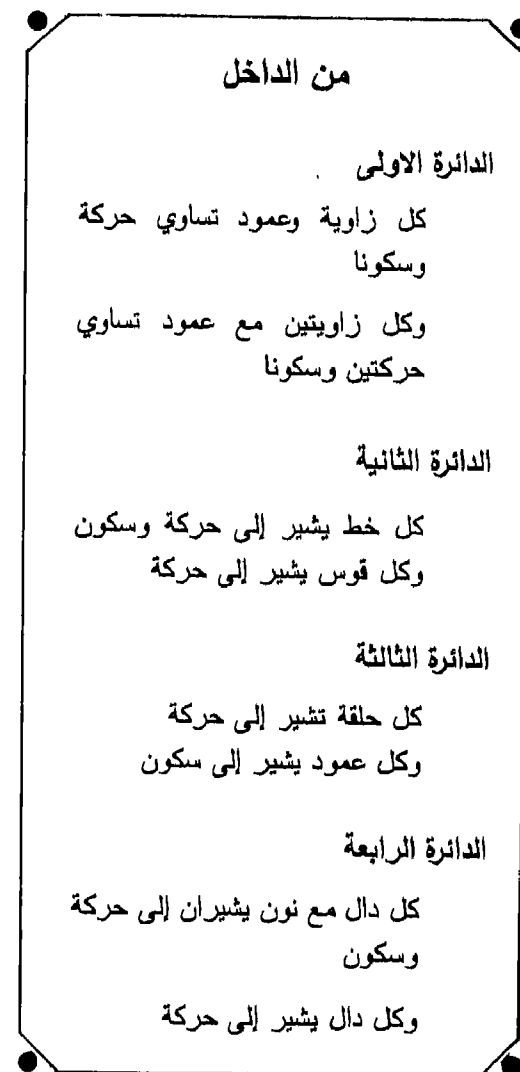 من الداخل
الدائرة الاولى
كل زاوية وعمود تساوي حركة
وسكونا
وكل زاويتين مع عمود تساوي
حركتين وسكونا
الدائرة الثانية
كل خط يشير إلى حركة وسكون
وكل قوس يشير إلى حركة
الدائرة الثالثة
كل حلقة تشير إلى حركة
وكل عمود يشير إلى سكون
الدائرة الرابعة
كل دال مع نون يشيران إلى حركة
وسكون
وكل دال يشير إلى حركة